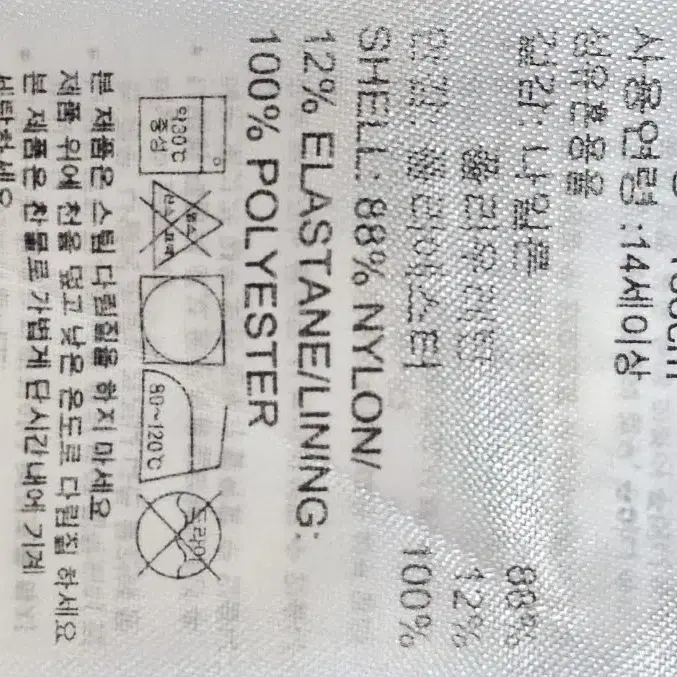 사용연령 :14세이상
섬유혼용율
겉감: 나일론 88%
폴리우레탄 12%
안감: 폴리에스터 100%
SHELL: 88% NYLON/
12% ELASTANE/LINING:
100% POLYESTER
약30℃
중성
80~120℃
드라이
본 제품은 스팀 다림질을 하지 마세요
제품 위에 천을 덮고 낮은 온도로 다림질 하세요
본 제품은 찬물로 가볍게 단시간내에 기계
세탁하세요